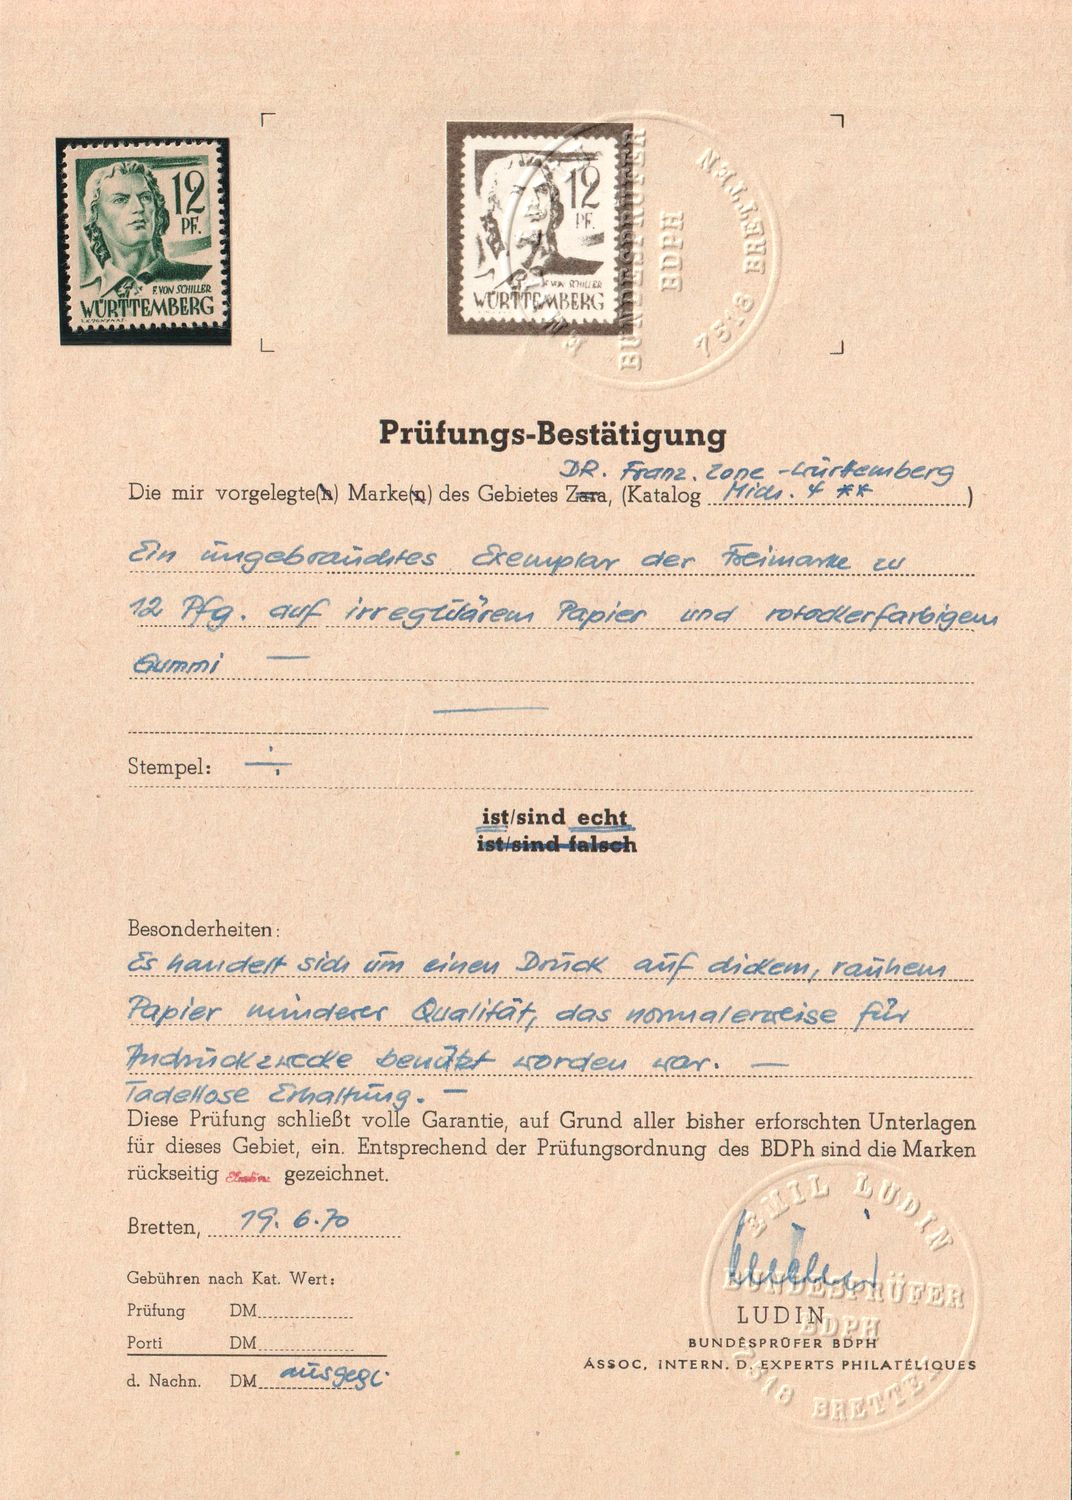 12
PF.
F. VON SCHILLER
WÜRTTEMBERG
12
PF.
F. VON SCHILLER
WÜRTTEMBERG
BUNDESPRÜFER
BDPH
7518 BRETTEN
Prüfungs-Bestätigung
DR. Franz. Zone - Württemberg
Die mir vorgelegte(n) Marke(n) des Gebietes Zara, (Katalog Mich. 4 ** )
Ein ungebrauchtes Exemplar der Freimarke zu
12 Pfg. auf irregulärem Papier und rotockerfarbigem
Gummi —
Stempel: ÷
ist/sind echt
ist/sind falsch
Besonderheiten:
Es handelt sich um einen Druck auf dickem, rauhem
Papier minderer Qualität, das normalerweise für
Andruckzwecke benützt worden war. —
Tadellose Erhaltung. —
Diese Prüfung schließt volle Garantie, auf Grund aller bisher erforschten Unterlagen
für dieses Gebiet, ein. Entsprechend der Prüfungsordnung des BDPh sind die Marken
rückseitig gezeichnet.
Bretten, 19. 6. 70
Gebühren nach Kat. Wert:
Prüfung DM
Porti DM
d. Nachn. DM ausgegl.
EMIL LUDIN
BUNDESPRÜFER
BDPH
7518 BRETTEN
LUDIN
BUNDESPRÜFER BDPH
ASSOC. INTERN. D. EXPERTS PHILATÉLIQUES